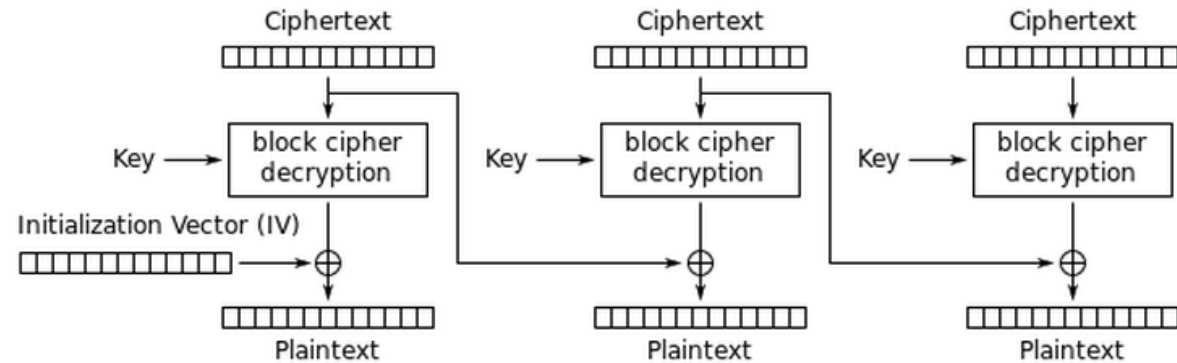 Ciphertext Ciphertext Ciphertext
Key block cipher Key block cipher Key block cipher
decryption decryption decryption
Initialization Vector (IV)
Plaintext Plaintext Plaintext